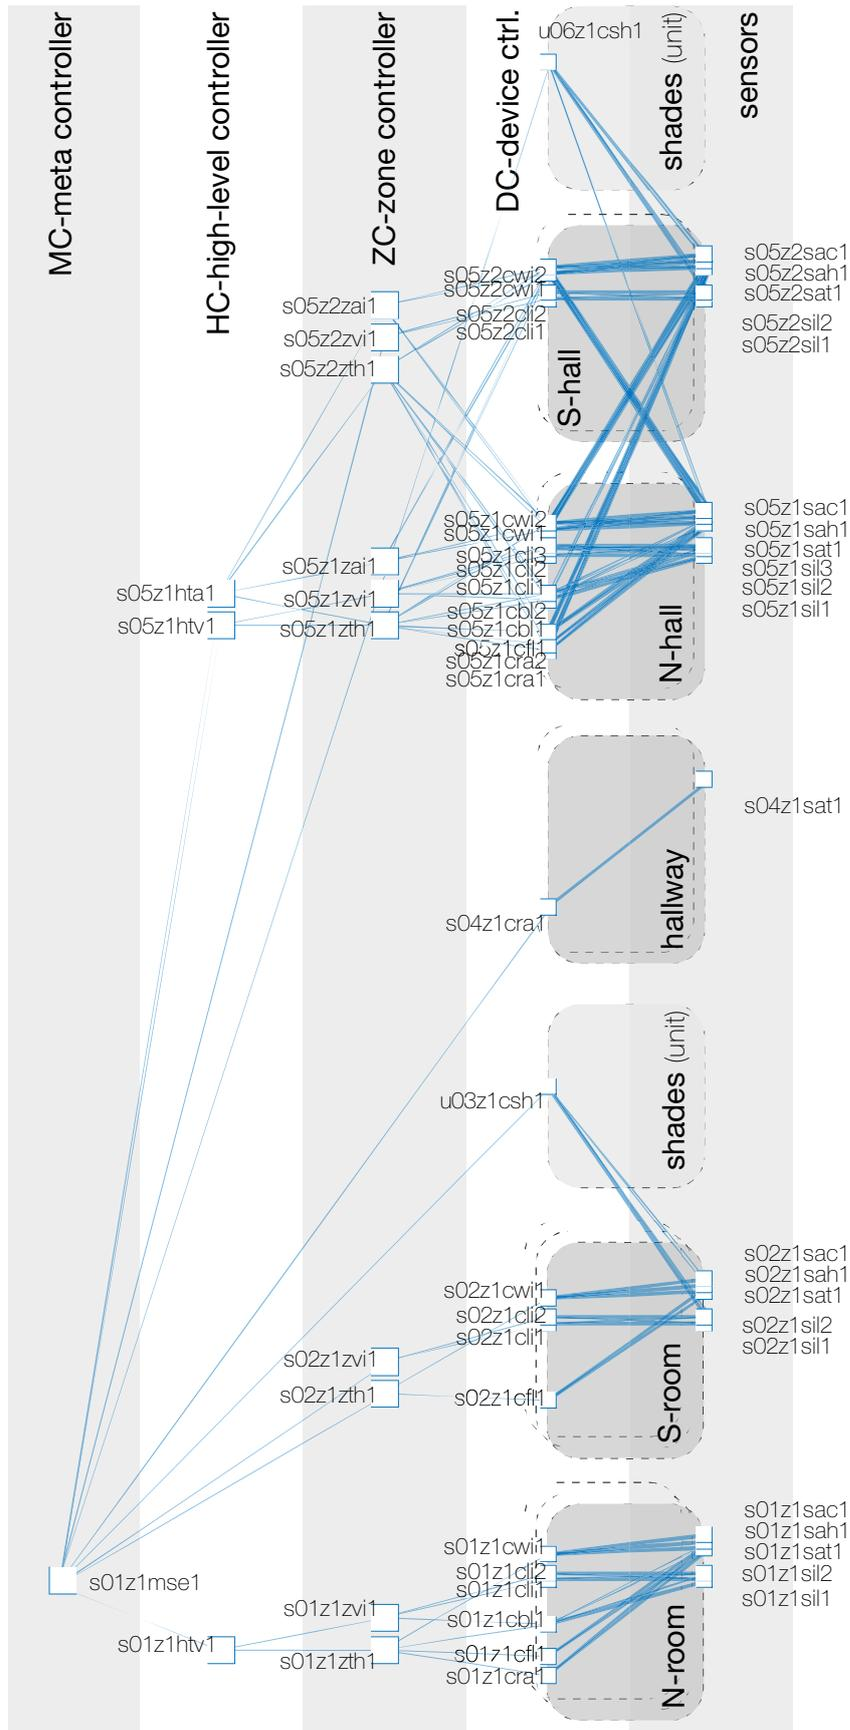 MC-meta controller
HC-high-level controller
ZC-zone controller
DC-device ctrl.
sensors
u06z1csh1
shades (unit)
s05z2sac1
s05z2sah1
s05z2sat1
s05z2sil2
s05z2sil1
s05z2cwi2
s05z2cwi1
s05z2cli2
s05z2cli1
s05z2zai1
s05z2zvi1
s05z2zth1
S-hall
s05z1sac1
s05z1sah1
s05z1sat1
s05z1sil3
s05z1sil2
s05z1sil1
s05z1cwi2
s05z1cwi1
s05z1cli3
s05z1cli2
s05z1cli1
s05z1cbl2
s05z1cbl1
s05z1cfl1
s05z1cra2
s05z1cra1
s05z1zai1
s05z1zvi1
s05z1zth1
s05z1hta1
s05z1htv1
N-hall
s04z1sat1
s04z1cra1
hallway
u03z1csh1
shades (unit)
s02z1sac1
s02z1sah1
s02z1sat1
s02z1sil2
s02z1sil1
s02z1cwi1
s02z1cli2
s02z1cli1
s02z1cfl1
s02z1zvi1
s02z1zth1
S-room
s01z1sac1
s01z1sah1
s01z1sat1
s01z1sil2
s01z1sil1
s01z1cwi1
s01z1cli2
s01z1cli1
s01z1cbl1
s01z1cfl1
s01z1cra1
s01z1zvi1
s01z1zth1
s01z1mse1
s01z1htv1
N-room